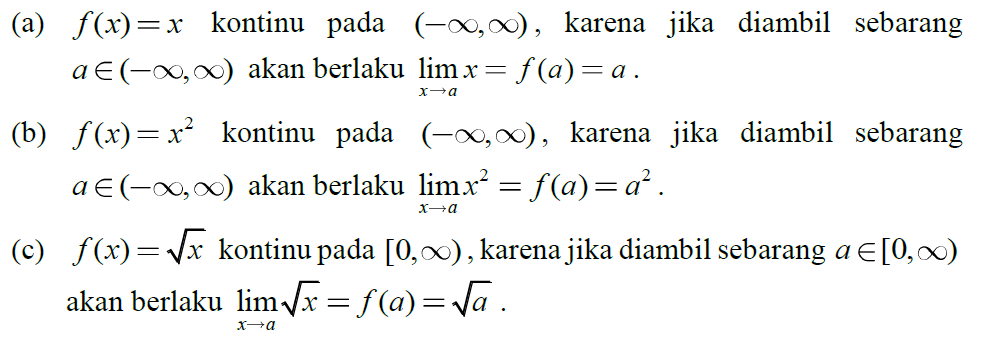 (a) f(x) = x kontinu pada (−∞,∞), karena jika diambil sebarang
a ∈ (−∞,∞) akan berlaku lim x→a x = f(a) = a .
(b) f(x) = x² kontinu pada (−∞,∞), karena jika diambil sebarang
a ∈ (−∞,∞) akan berlaku lim x→a x² = f(a) = a² .
(c) f(x) = √x kontinu pada [0,∞), karena jika diambil sebarang a ∈ [0,∞)
akan berlaku lim x→a √x = f(a) = √a .